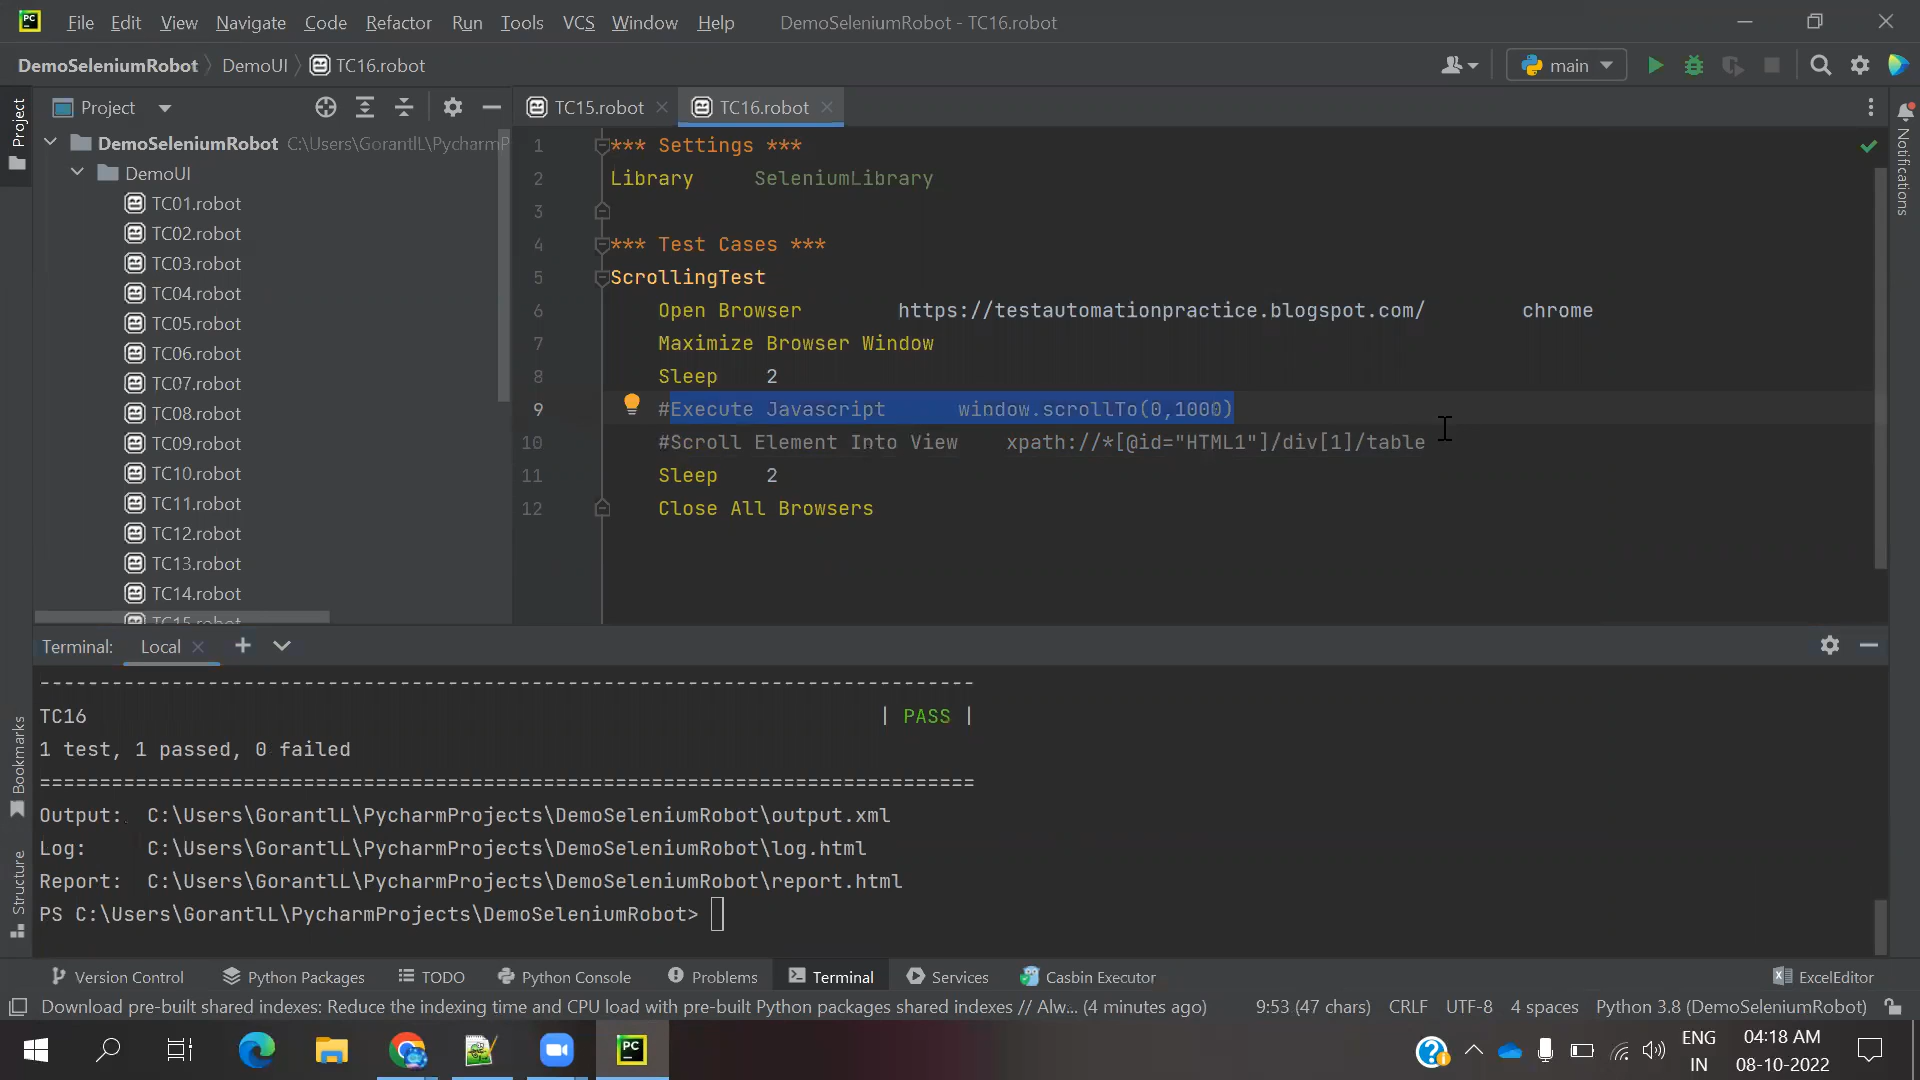 PC File Edit View Navigate Code Refactor Run Tools VCS Window Help DemoSeleniumRobot - TC16.robot
DemoSeleniumRobot DemoUI TC16.robot main
Project
TC15.robot TC16.robot
DemoSeleniumRobot C:\Users\GorantlL\PycharmP
DemoUI
TC01.robot
TC02.robot
TC03.robot
TC04.robot
TC05.robot
TC06.robot
TC07.robot
TC08.robot
TC09.robot
TC10.robot
TC11.robot
TC12.robot
TC13.robot
TC14.robot
TC15.robot
1 *** Settings ***
2 Library SeleniumLibrary
3
4 *** Test Cases ***
5 ScrollingTest
6 Open Browser https://testautomationpractice.blogspot.com/ chrome
7 Maximize Browser Window
8 Sleep 2
9 #Execute Javascript window.scrollTo(0,1000)
10 #Scroll Element Into View xpath://*[@id="HTML1"]/div[1]/table
11 Sleep 2
12 Close All Browsers
Project
Bookmarks
Structure
Notifications
Terminal: Local
------------------------------------------------------------------------------
TC16 | PASS |
1 test, 1 passed, 0 failed
==============================================================================
Output: C:\Users\GorantlL\PycharmProjects\DemoSeleniumRobot\output.xml
Log: C:\Users\GorantlL\PycharmProjects\DemoSeleniumRobot\log.html
Report: C:\Users\GorantlL\PycharmProjects\DemoSeleniumRobot\report.html
PS C:\Users\GorantlL\PycharmProjects\DemoSeleniumRobot>
Version Control Python Packages TODO Python Console Problems Terminal Services Casbin Executor ExcelEditor
Download pre-built shared indexes: Reduce the indexing time and CPU load with pre-built Python packages shared indexes // Alw... (4 minutes ago) 9:53 (47 chars) CRLF UTF-8 4 spaces Python 3.8 (DemoSeleniumRobot)
PC
ENG
IN
04:18 AM
08-10-2022